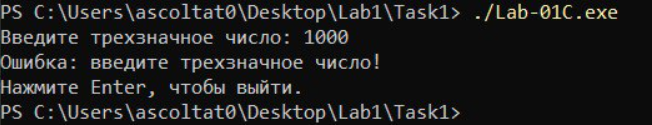 PS C:\Users\ascoltat0\Desktop\Lab1\Task1> ./Lab-01C.exe
Введите трехзначное число: 1000
Ошибка: введите трехзначное число!
Нажмите Enter, чтобы выйти.
PS C:\Users\ascoltat0\Desktop\Lab1\Task1>